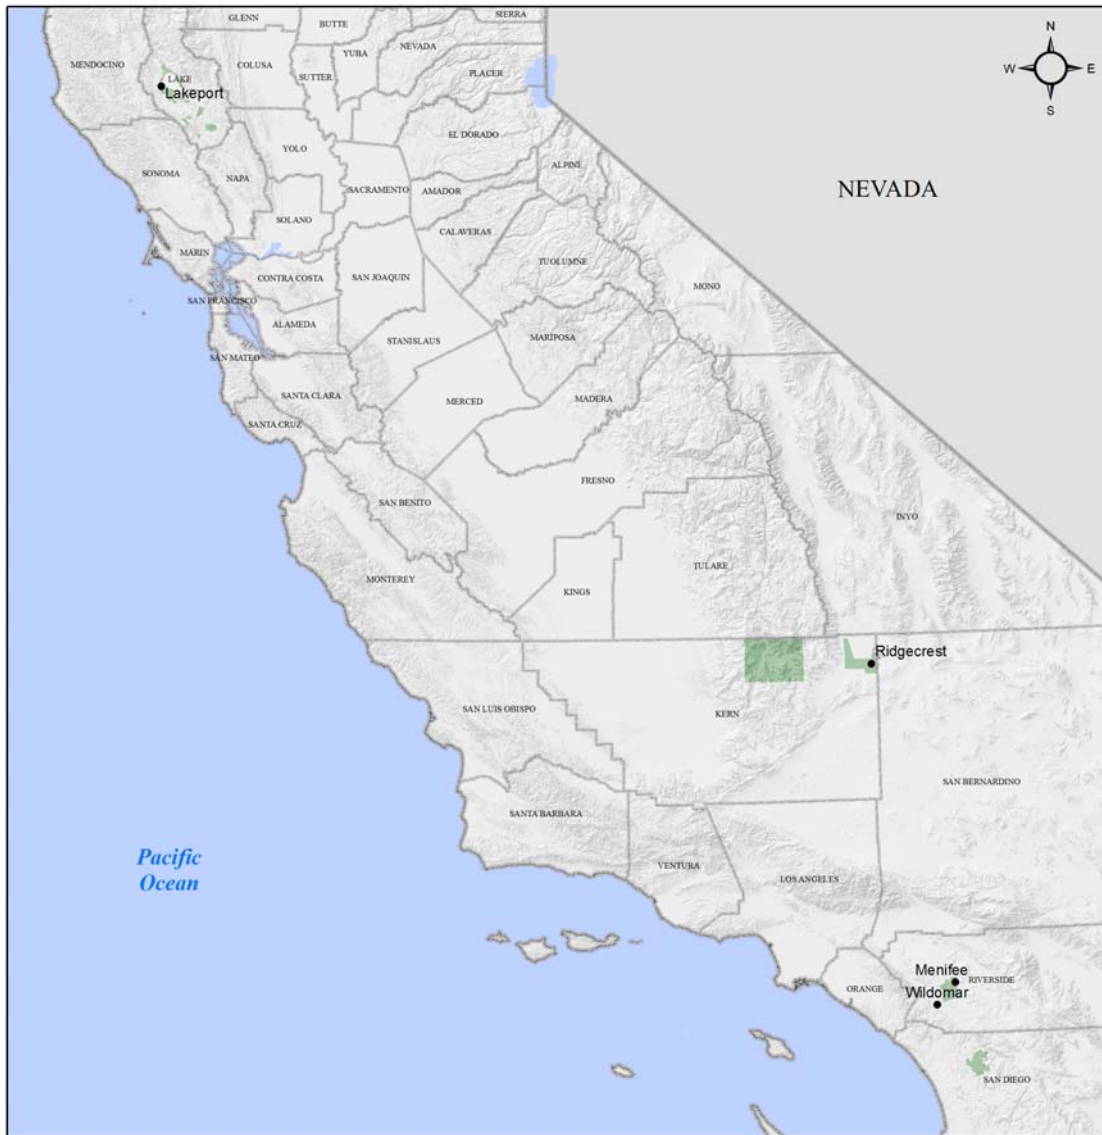 GLENN
BUTTE
SIERRA
NEVADA
YUBA
MENDOCINO
COLUSA
SUTTER
PLACER
LAKE
Lakeport
N
W
E
S
EL DORADO
YOLO
ALPINE
SONOMA
NAPA
SACRAMENTO
AMADOR
NEVADA
SOLANO
CALAVERAS
MARIN
TUOLUMNE
CONTRA COSTA
SAN JOAQUIN
MONO
SAN FRANCISCO
ALAMEDA
STANISLAUS
MARIPOSA
SAN MATEO
SANTA CLARA
MERCED
MADERA
SANTA CRUZ
FRESNO
SAN BENITO
INYO
TULARE
MONTEREY
KINGS
Ridgecrest
SAN LUIS OBISPO
KERN
SAN BERNARDINO
SANTA BARBARA
Pacific
Ocean
VENTURA
LOS ANGELES
Menifee
RIVERSIDE
ORANGE
Wildomar
SAN DIEGO